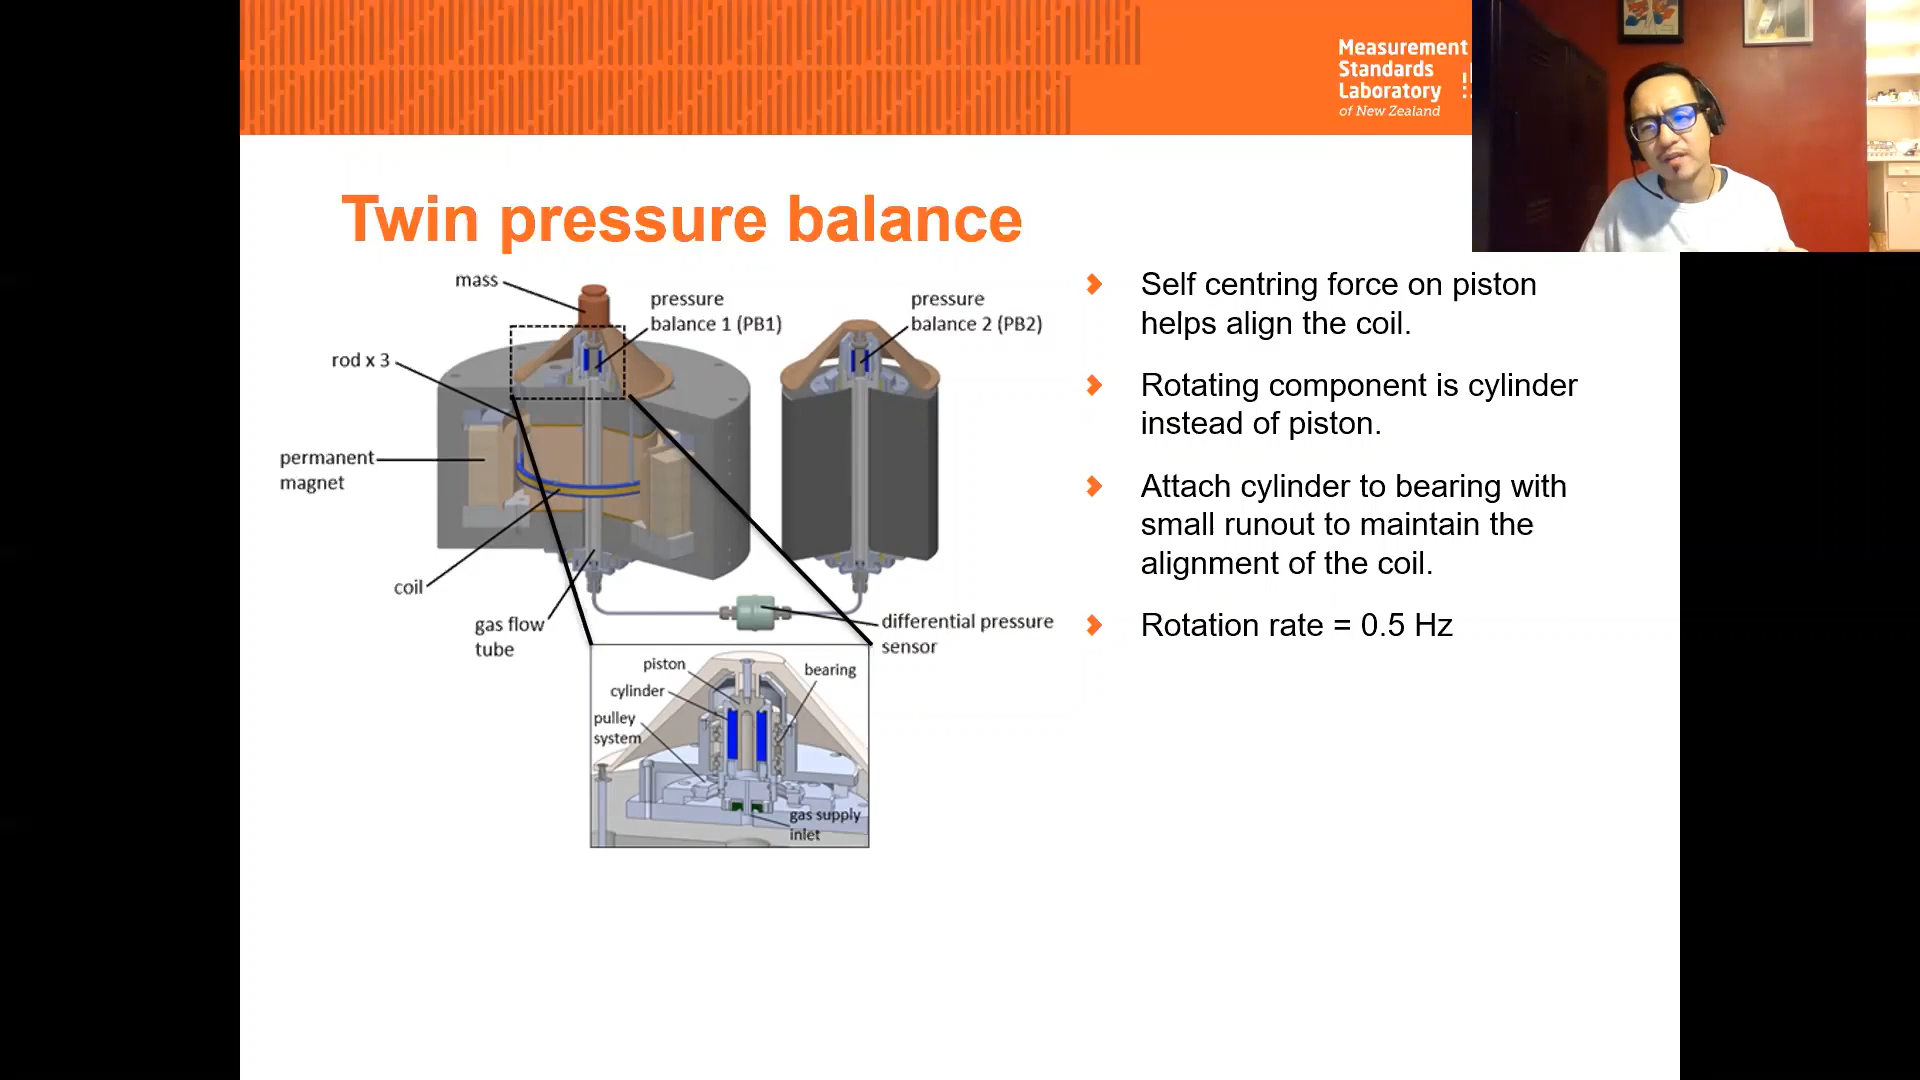 Measurement
Standards
Laboratory
of New Zealand
Twin pressure balance
mass
pressure
balance 1 (PB1)
pressure
balance 2 (PB2)
rod x 3
permanent
magnet
coil
gas flow
tube
differential pressure
sensor
piston
bearing
cylinder
pulley
system
gas supply
inlet
Self centring force on piston
helps align the coil.
Rotating component is cylinder
instead of piston.
Attach cylinder to bearing with
small runout to maintain the
alignment of the coil.
Rotation rate = 0.5 Hz